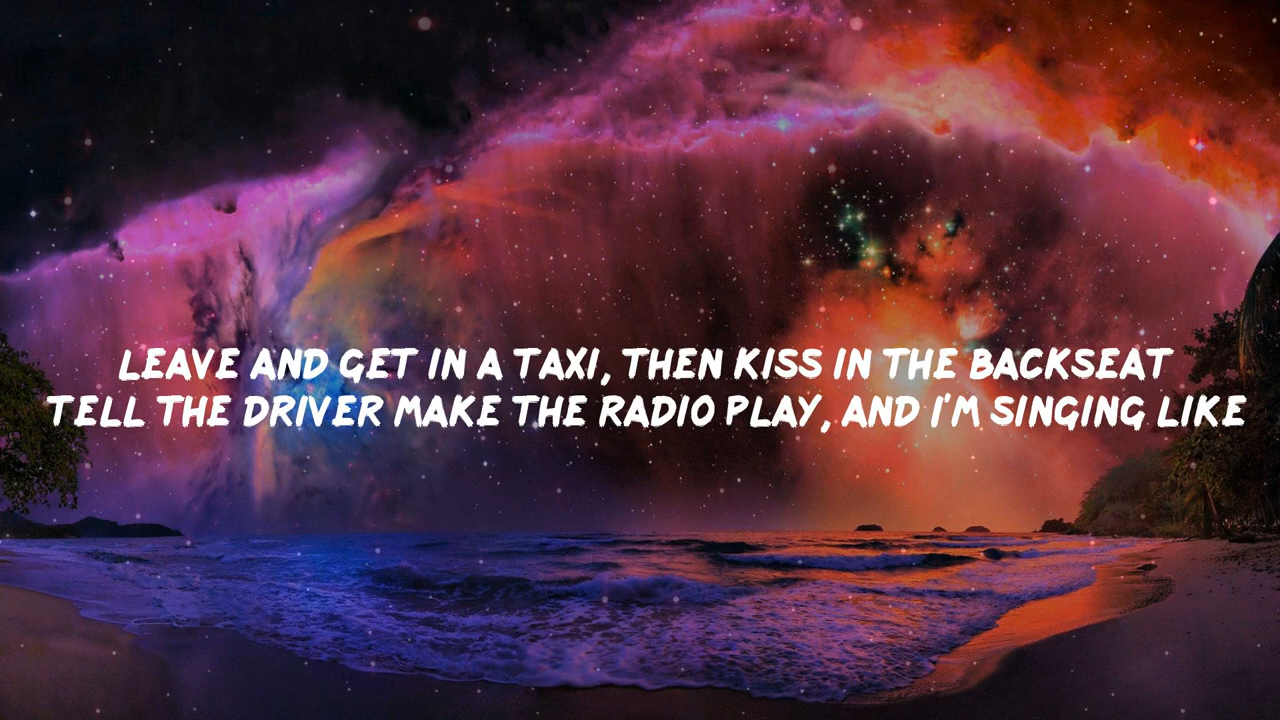 LEAVE AND GET IN A TAXI, THEN KISS IN THE BACKSEAT
TELL THE DRIVER MAKE THE RADIO PLAY, AND I'M SINGING LIKE